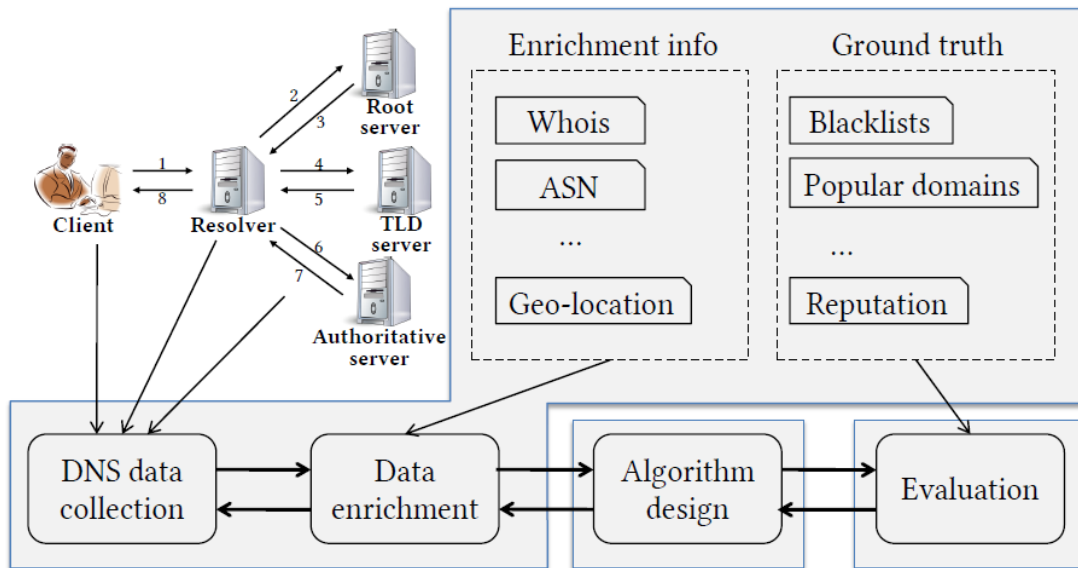 Enrichment info
Ground truth
2
3
Root
server
Whois
Blacklists
1
8
4
5
ASN
Popular domains
Client
Resolver
TLD
server
6
7
...
...
Geo-location
Reputation
Authoritative
server
DNS data
collection
Data
enrichment
Algorithm
design
Evaluation